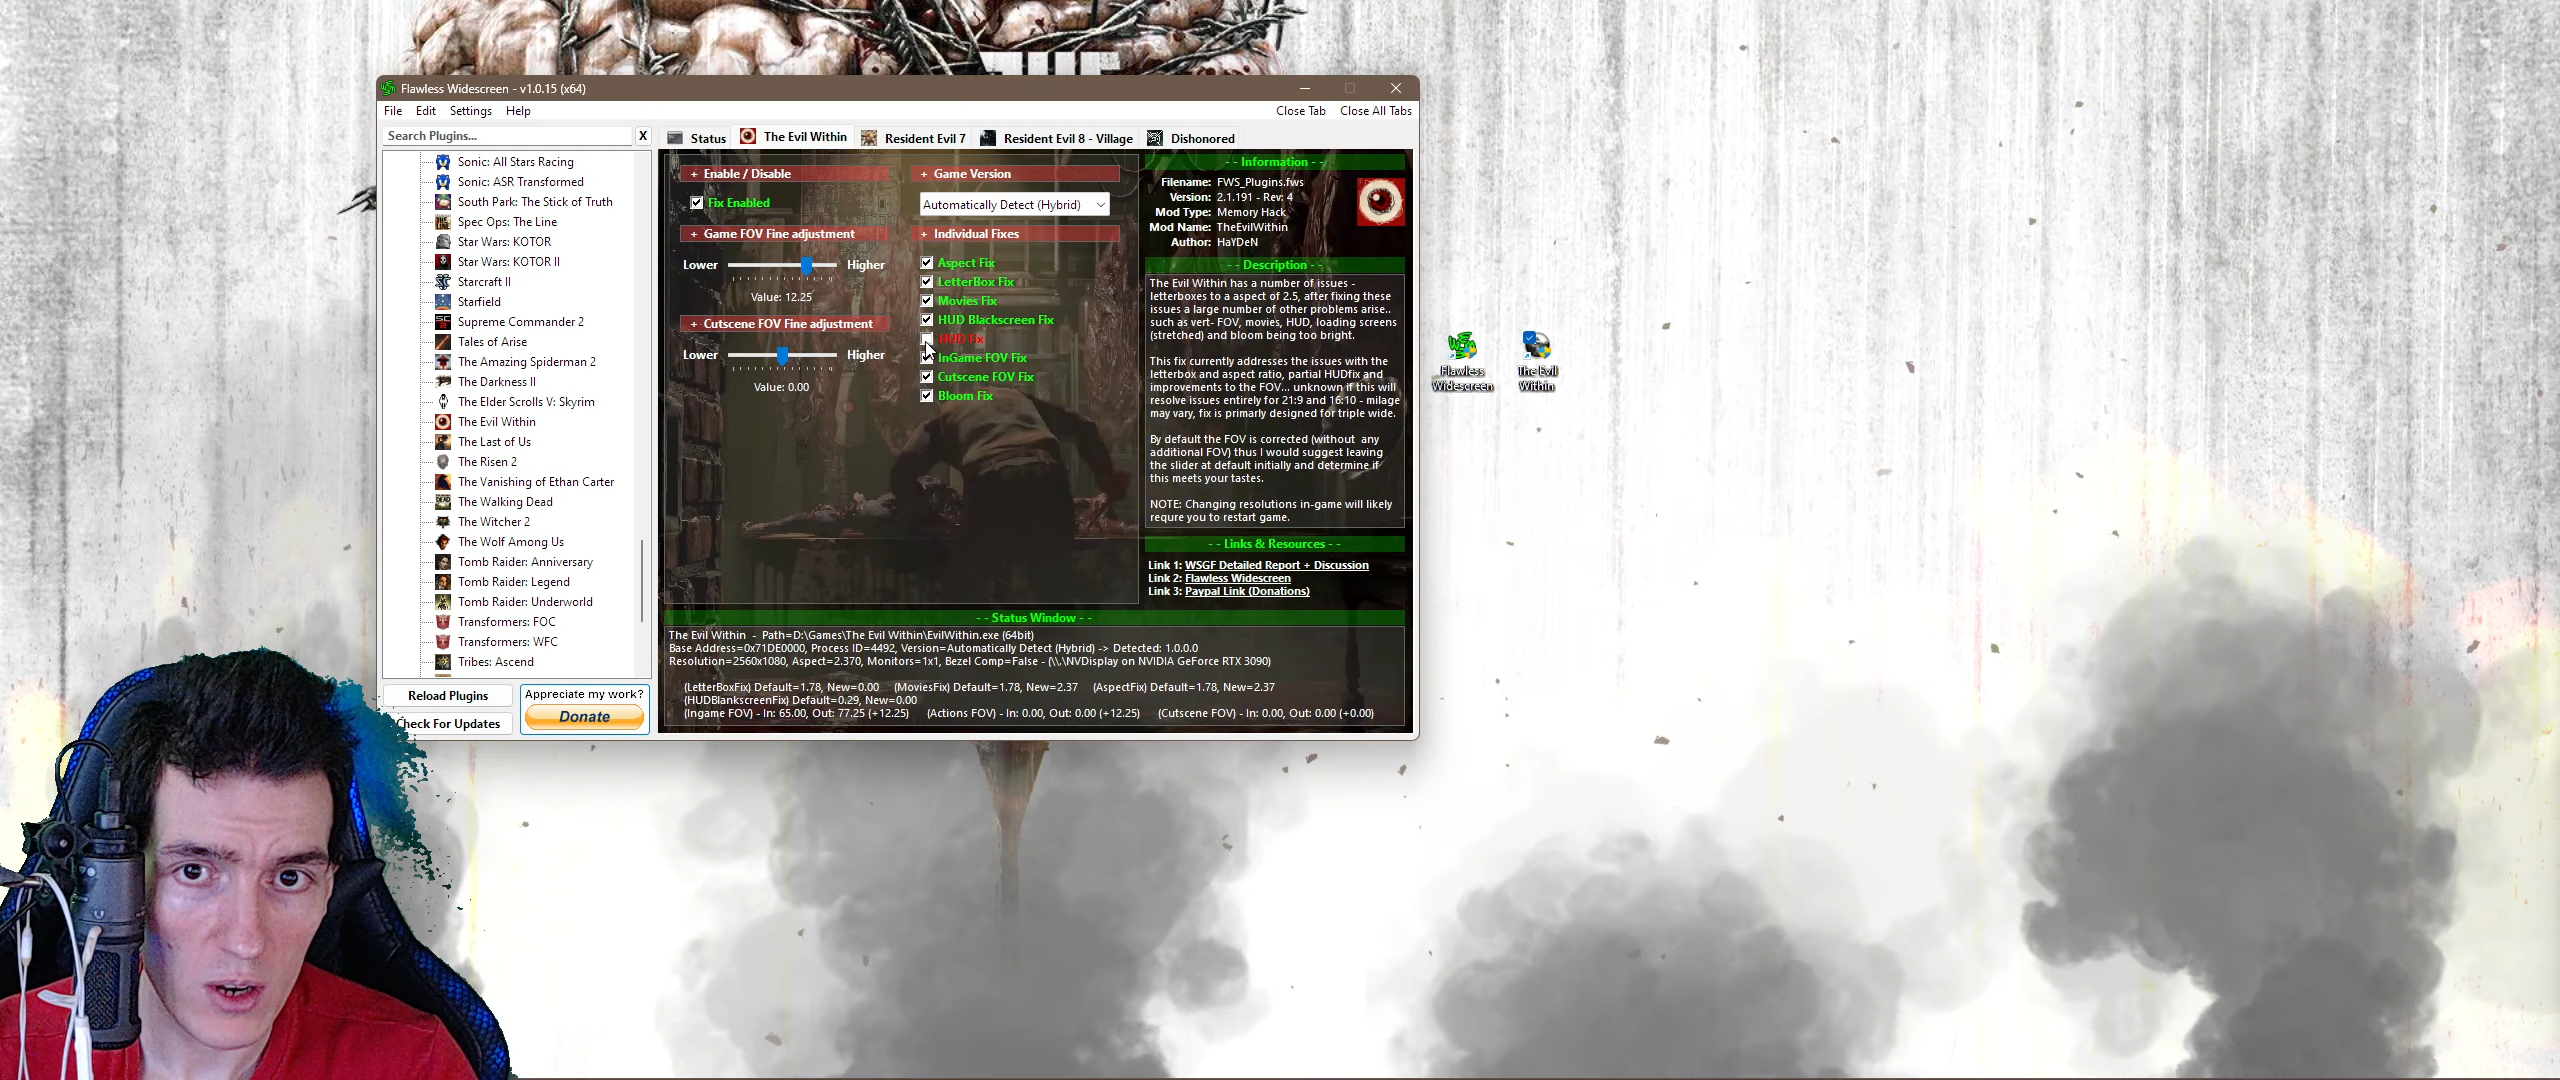 Flawless Widescreen - v1.0.15 (x64)
File Edit Settings Help
Close Tab Close All Tabs
Search Plugins...
X
Status
The Evil Within
Resident Evil 7
Resident Evil 8 - Village
Dishonored
Sonic: All Stars Racing
Sonic: ASR Transformed
South Park: The Stick of Truth
Spec Ops: The Line
Star Wars: KOTOR
Star Wars: KOTOR II
Starcraft II
Starfield
Supreme Commander 2
Tales of Arise
The Amazing Spiderman 2
The Darkness II
The Elder Scrolls V: Skyrim
The Evil Within
The Last of Us
The Risen 2
The Vanishing of Ethan Carter
The Walking Dead
The Witcher 2
The Wolf Among Us
Tomb Raider: Anniversary
Tomb Raider: Legend
Tomb Raider: Underworld
Transformers: FOC
Transformers: WFC
Tribes: Ascend
Reload Plugins
Check For Updates
Appreciate my work?
Donate
+ Enable / Disable
Fix Enabled
+ Game FOV Fine adjustment
Lower Higher
Value: 12.25
+ Cutscene FOV Fine adjustment
Lower Higher
Value: 0.00
+ Game Version
Automatically Detect (Hybrid)
+ Individual Fixes
Aspect Fix
LetterBox Fix
Movies Fix
HUD Blackscreen Fix
HUD Fix
InGame FOV Fix
Cutscene FOV Fix
Bloom Fix
- - Information - -
Filename: FWS_Plugins.fws
Version: 2.1.191 - Rev: 4
Mod Type: Memory Hack
Mod Name: TheEvilWithin
Author: HaYDeN
- - Description - -
The Evil Within has a number of issues -
letterboxes to a aspect of 2.5, after fixing these
issues a large number of other problems arise..
such as vert- FOV, movies, HUD, loading screens
(stretched) and bloom being too bright.
This fix currently addresses the issues with the
letterbox and aspect ratio, partial HUDfix and
improvements to the FOV... unknown if this will
resolve issues entirely for 21:9 and 16:10 - milage
may vary, fix is primarly designed for triple wide.
By default the FOV is corrected (without any
additional FOV) thus I would suggest leaving
the slider at default initially and determine if
this meets your tastes.
NOTE: Changing resolutions in-game will likely
requre you to restart game.
- - Links & Resources - -
Link 1: WSGF Detailed Report + Discussion
Link 2: Flawless Widescreen
Link 3: Paypal Link (Donations)
- - Status Window - -
The Evil Within - Path=D:\Games\The Evil Within\EvilWithin.exe (64bit)
Base Address=0x71DE0000, Process ID=4492, Version=Automatically Detect (Hybrid) -> Detected: 1.0.0.0
Resolution=2560x1080, Aspect=2.370, Monitors=1x1, Bezel Comp=False - (\\.\NVDisplay on NVIDIA GeForce RTX 3090)
(LetterBoxFix) Default=1.78, New=0.00 (MoviesFix) Default=1.78, New=2.37 (AspectFix) Default=1.78, New=2.37
(HUDBlankscreenFix) Default=0.29, New=0.00
(Ingame FOV) - In: 65.00, Out: 77.25 (+12.25) (Actions FOV) - In: 0.00, Out: 0.00 (+12.25) (Cutscene FOV) - In: 0.00, Out: 0.00 (+0.00)
Flawless
Widescreen
The Evil
Within